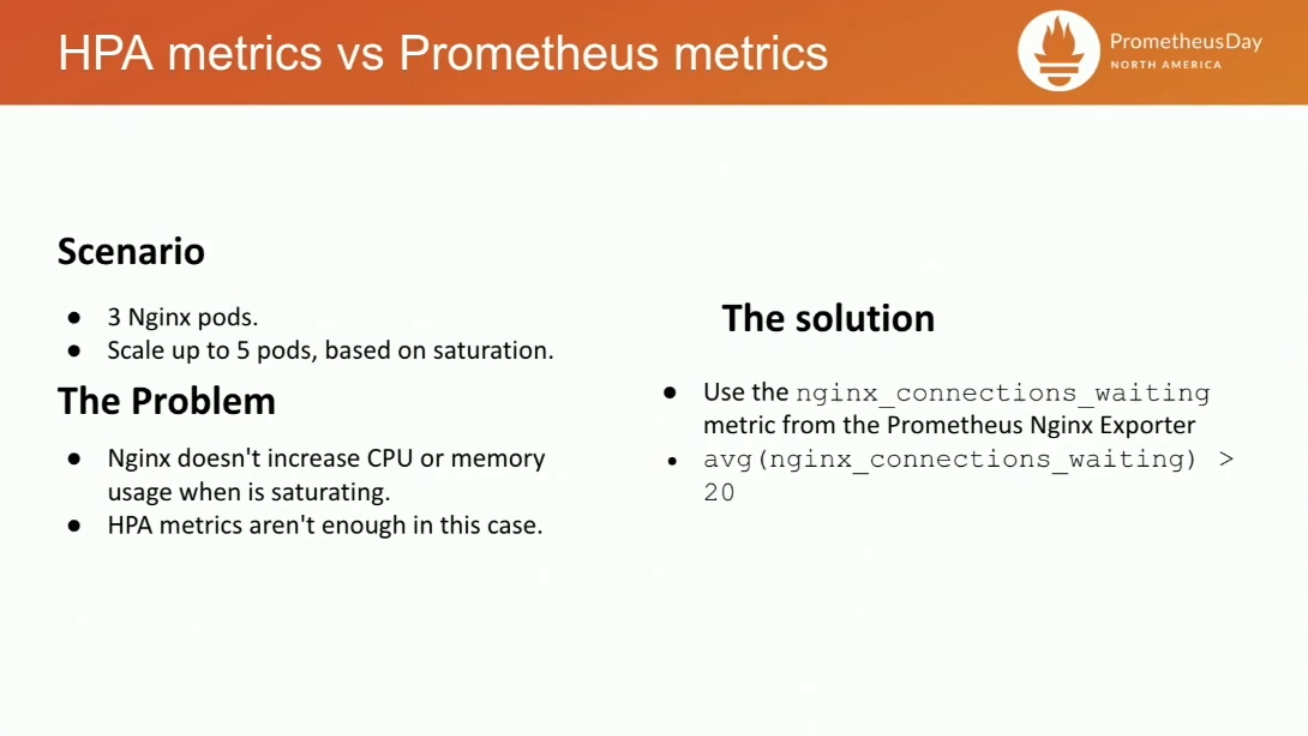 HPA metrics vs Prometheus metrics
PrometheusDay
NORTH AMERICA
Scenario
● 3 Nginx pods.
● Scale up to 5 pods, based on saturation.
The Problem
● Nginx doesn't increase CPU or memory
usage when is saturating.
● HPA metrics aren't enough in this case.
The solution
● Use the nginx_connections_waiting
metric from the Prometheus Nginx Exporter
● avg(nginx_connections_waiting) >
20